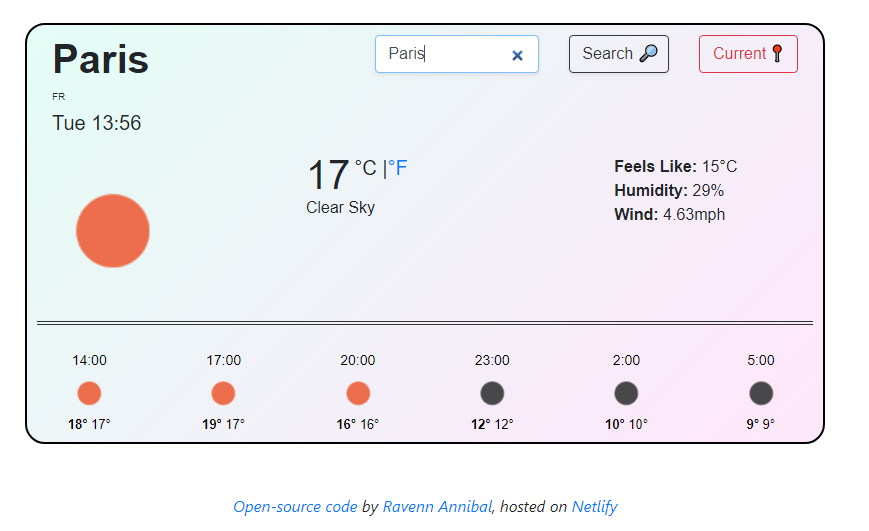 Paris
Paris
Search
Current
FR
Tue 13:56
17 °C |°F
Clear Sky
Feels Like: 15°C
Humidity: 29%
Wind: 4.63mph
14:00 17:00 20:00 23:00 2:00 5:00
18° 17° 19° 17° 16° 16° 12° 12° 10° 10° 9° 9°
Open-source code by Ravenn Annibal, hosted on Netlify